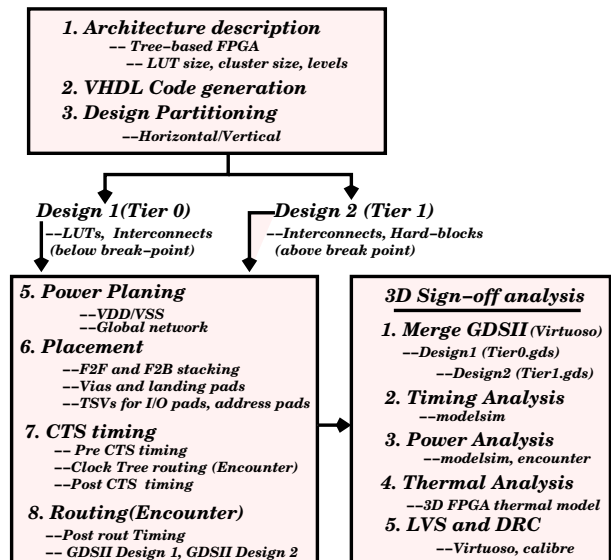 1. Architecture description
-- Tree-based FPGA
-- LUT size, cluster size, levels
2. VHDL Code generation
3. Design Partitioning
--Horizontal/Vertical
Design 1(Tier 0)
--LUTs, Interconnects
(below break-point)
Design 2 (Tier 1)
--Interconnects, Hard-blocks
(above break point)
5. Power Planing
--VDD/VSS
--Global network
6. Placement
--F2F and F2B stacking
--Vias and landing pads
--TSVs for I/O pads, address pads
7. CTS timing
-- Pre CTS timing
--Clock Tree routing (Encounter)
--Post CTS timing
8. Routing(Encounter)
--Post rout Timing
-- GDSII Design 1, GDSII Design 2
3D Sign-off analysis
1. Merge GDSII (Virtuoso)
--Design1 (Tier0.gds)
--Design2 (Tier1.gds)
2. Timing Analysis
--modelsim
3. Power Analysis
--modelsim, encounter
4. Thermal Analysis
--3D FPGA thermal model
5. LVS and DRC
--Virtuoso, calibre